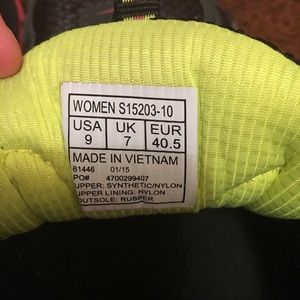 WOMEN S15203-10
USA UK EUR
9 7 40.5
MADE IN VIETNAM
61446 01/15
PO# 4700299407
UPPER: SYNTHETIC/NYLON
UPPER LINING: NYLON
OUTSOLE: RUBBER